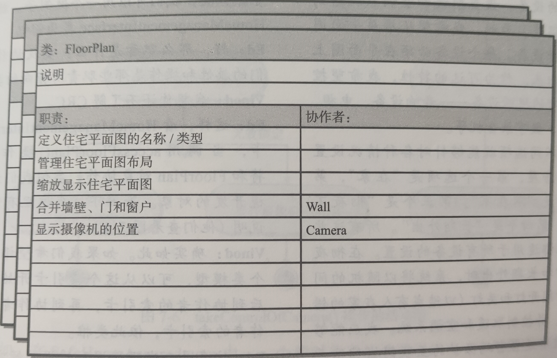 类：FloorPlan
说明
职责：
协作者：
定义住宅平面图的名称 / 类型
管理住宅平面图布局
缩放显示住宅平面图
合并墙壁、门和窗户
Wall
显示摄像机的位置
Camera